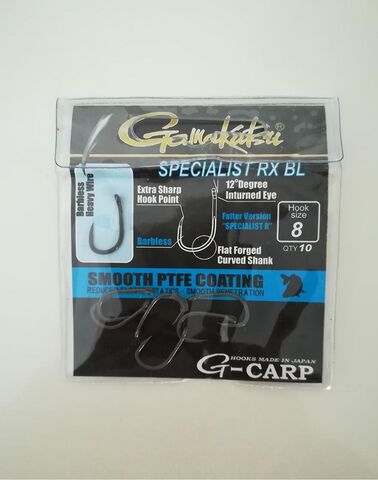 Gamakatsu®
SPECIALIST RX BL
Barbless
Heavy Wire
Extra Sharp
Hook Point
12° Degree
Inturned Eye
Fatter Version
"SPECIALIST R"
Barbless
Flat Forged
Curved Shank
Hook
size
8
QTY 10
SMOOTH PTFE COATING
REDUCED
- SMOOTH PENETRATION
HOOKS MADE IN JAPAN
G-CARP